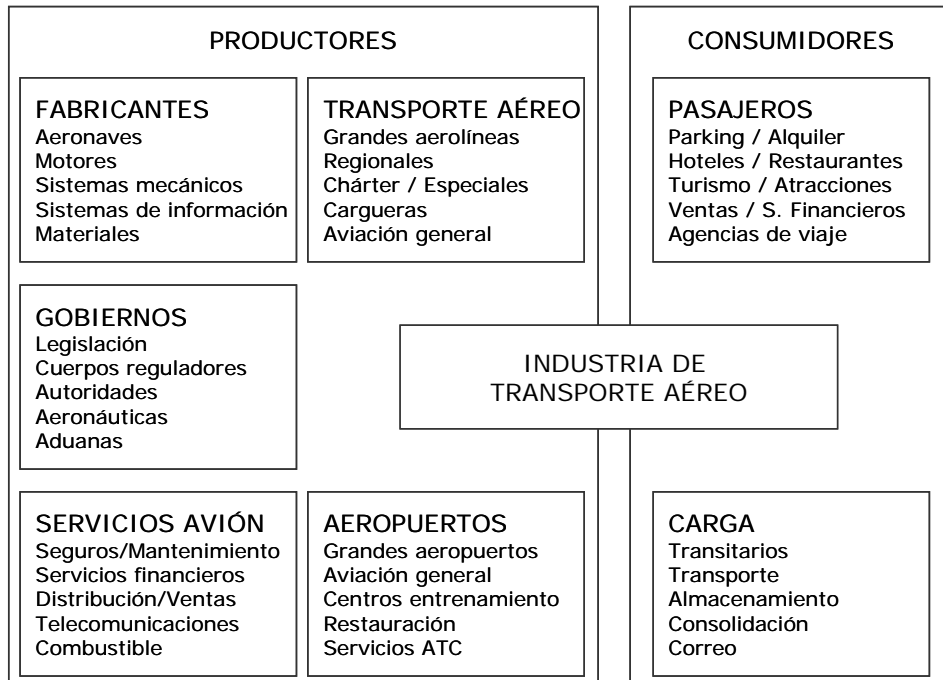 PRODUCTORES
CONSUMIDORES
FABRICANTES
Aeronaves
Motores
Sistemas mecánicos
Sistemas de información
Materiales
TRANSPORTE AÉREO
Grandes aerolíneas
Regionales
Chárter / Especiales
Cargueras
Aviación general
PASAJEROS
Parking / Alquiler
Hoteles / Restaurantes
Turismo / Atracciones
Ventas / S. Financieros
Agencias de viaje
GOBIERNOS
Legislación
Cuerpos reguladores
Autoridades
Aeronáuticas
Aduanas
INDUSTRIA DE
TRANSPORTE AÉREO
SERVICIOS AVIÓN
Seguros/Mantenimiento
Servicios financieros
Distribución/Ventas
Telecomunicaciones
Combustible
AEROPUERTOS
Grandes aeropuertos
Aviación general
Centros entrenamiento
Restauración
Servicios ATC
CARGA
Transitarios
Transporte
Almacenamiento
Consolidación
Correo